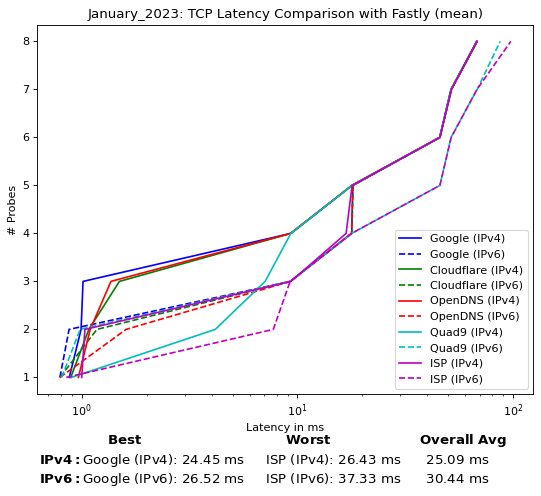 January_2023: TCP Latency Comparison with Fastly (mean)
8
7
6
5
4
3
2
1
# Probes
Google (IPv4)
Google (IPv6)
Cloudflare (IPv4)
Cloudflare (IPv6)
OpenDNS (IPv4)
OpenDNS (IPv6)
Quad9 (IPv4)
Quad9 (IPv6)
ISP (IPv4)
ISP (IPv6)
10⁰ 10¹ 10²
Latency in ms
Best Worst Overall Avg
IPv4: Google (IPv4): 24.45 ms ISP (IPv4): 26.43 ms 25.09 ms
IPv6: Google (IPv6): 26.52 ms ISP (IPv6): 37.33 ms 30.44 ms